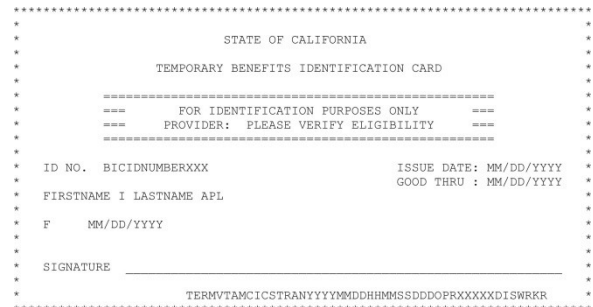 ********************************************************************************
* *
* STATE OF CALIFORNIA *
* *
* TEMPORARY BENEFITS IDENTIFICATION CARD *
* *
* ==================================================== *
* === FOR IDENTIFICATION PURPOSES ONLY === *
* === PROVIDER: PLEASE VERIFY ELIGIBILITY === *
* ==================================================== *
* *
* ID NO. BICIDNUMBERXXX ISSUE DATE: MM/DD/YYYY *
* GOOD THRU : MM/DD/YYYY *
* FIRSTNAME I LASTNAME APL *
* *
* F MM/DD/YYYY *
* *
* *
* SIGNATURE __________________________________________________________ *
* *
* TERMVTAMCICSTRANYYYYMMDDHHMMSSDDDOPRXXXXXDISWRKR *
********************************************************************************